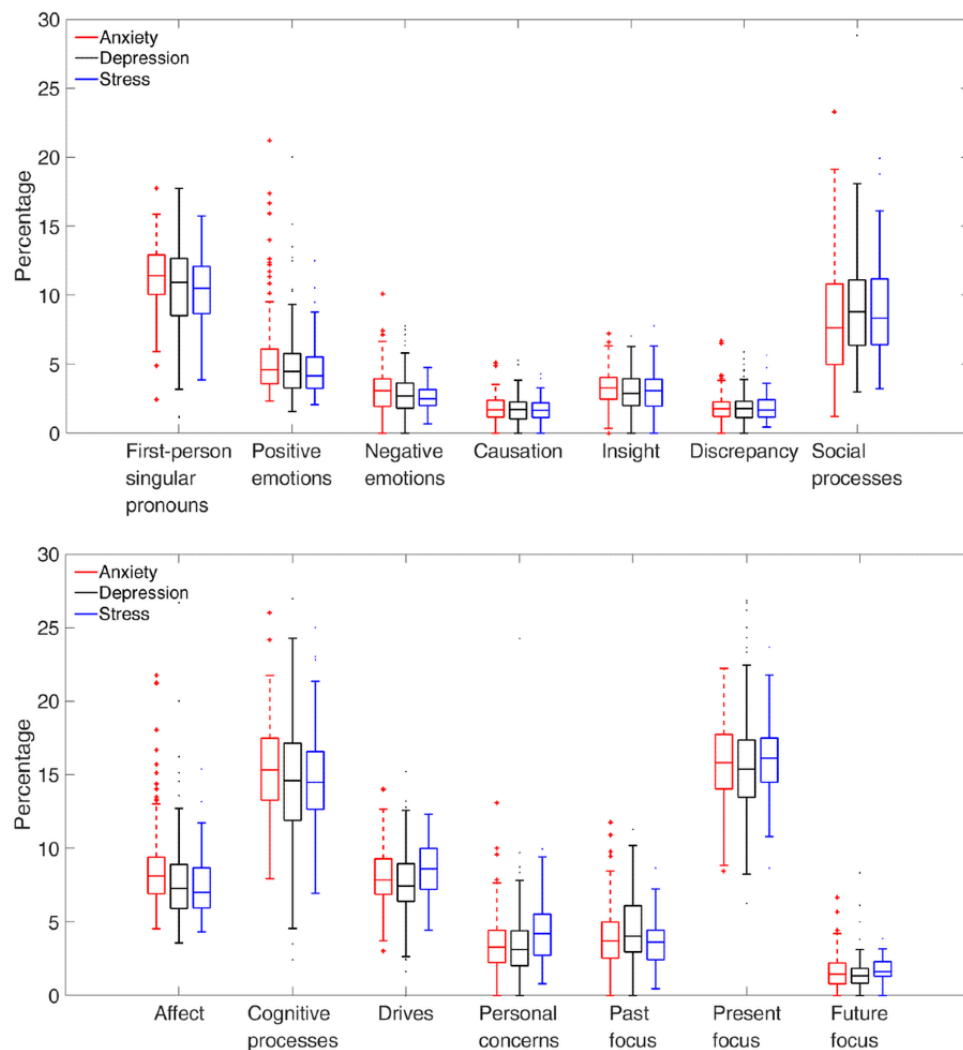 30
25
20
15
10
5
0
Percentage
Anxiety
Depression
Stress
First-person singular pronouns
Positive emotions
Negative emotions
Causation
Insight
Discrepancy
Social processes
30
25
20
15
10
5
0
Percentage
Anxiety
Depression
Stress
Affect
Cognitive processes
Drives
Personal concerns
Past focus
Present focus
Future focus